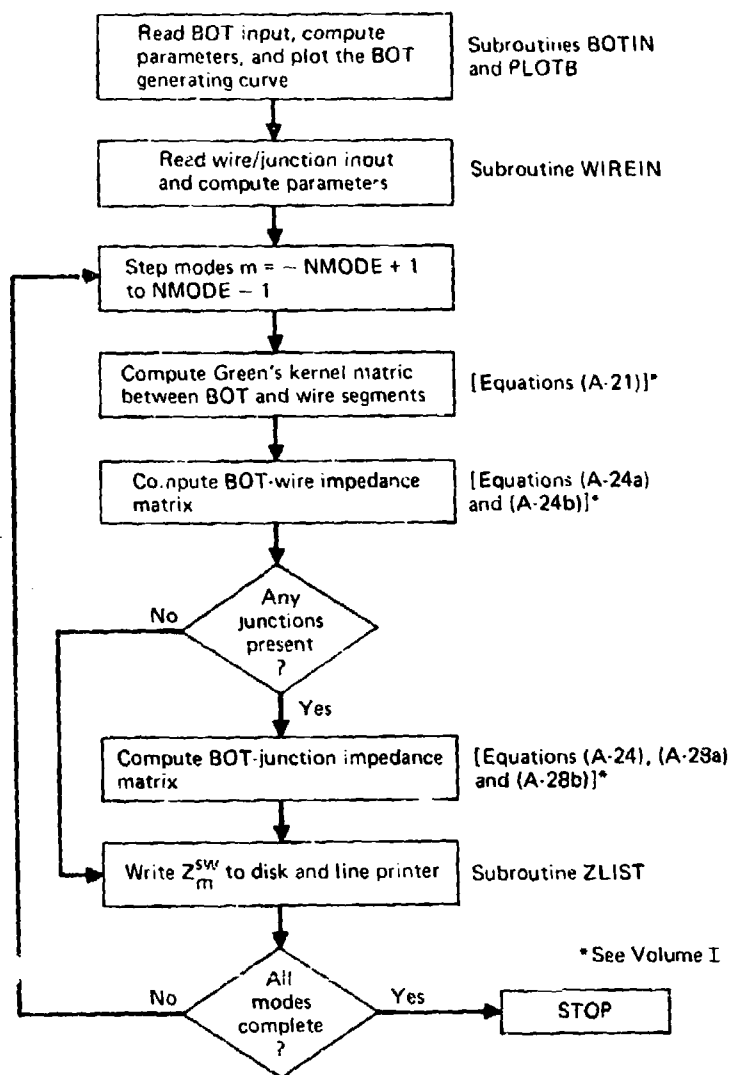 Read BOT input, compute
parameters, and plot the BOT
generating curve
Subroutines BOTIN
and PLOTB
Read wire/junction input
and compute parameters
Subroutine WIREIN
Step modes m = − NMODE + 1
to NMODE − 1
Compute Green's kernel matric
between BOT and wire segments
[Equations (A-21)]*
Compute BOT-wire impedance
matrix
[Equations (A-24a)
and (A-24b)]*
Any
junctions
present
?
No
Yes
Compute BOT-junction impedance
matrix
[Equations (A-24), (A-28a)
and (A-28b)]*
Write Z_m^SW to disk and line printer
Subroutine ZLIST
*See Volume I
All
modes
complete
?
No
Yes
STOP